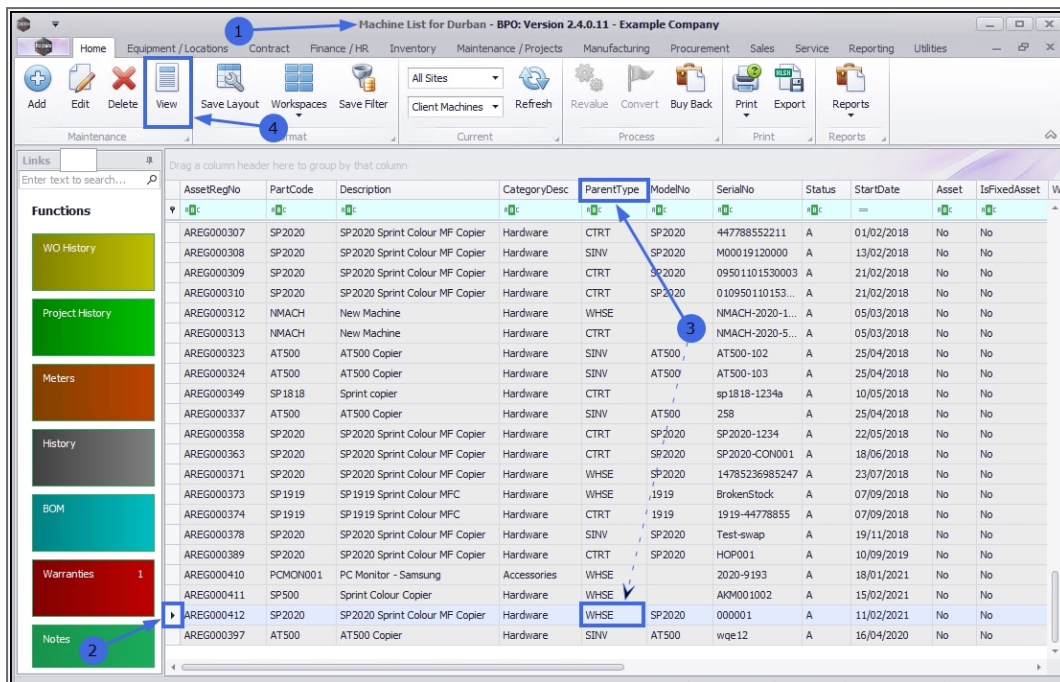 1
Machine List for Durban - BPO: Version 2.4.0.11 - Example Company
Home Equipment / Locations Contract Finance / HR Inventory Maintenance / Projects Manufacturing Procurement Sales Service Reporting Utilities
Add Edit Delete View Save Layout Workspaces Save Filter All Sites Client Machines Refresh Revalue Convert Buy Back Print Export Reports
Maintenance 4 Current Process Print Reports
Links
Enter text to search...
Functions
WO History
Project History
Meters
History
BOM
Warranties 1
Notes
2
Drag a column header here to group by that column
AssetRegNo PartCode Description CategoryDesc ParentType ModelNo SerialNo Status StartDate Asset IsFixedAsset
AREG000307 SP2020 SP2020 Sprint Colour MF Copier Hardware CTRT SP2020 447788552211 A 01/02/2018 No No
AREG000308 SP2020 SP2020 Sprint Colour MF Copier Hardware SINV SP2020 M00019120000 A 13/02/2018 No No
AREG000309 SP2020 SP2020 Sprint Colour MF Copier Hardware CTRT SP2020 09501101530003 A 21/02/2018 No No
AREG000310 SP2020 SP2020 Sprint Colour MF Copier Hardware CTRT SP2020 010950110153... A 21/02/2018 No No
AREG000312 NMACH New Machine Hardware WHSE NMACH-2020-1... A 05/03/2018 No No
3
AREG000313 NMACH New Machine Hardware CTRT NMACH-2020-5... A 05/03/2018 No No
AREG000323 AT500 AT500 Copier Hardware SINV AT500 AT500-102 A 25/04/2018 No No
AREG000324 AT500 AT500 Copier Hardware SINV AT500 AT500-103 A 25/04/2018 No No
AREG000349 SP1818 Sprint copier Hardware CTRT sp1818-1234a A 10/05/2018 No No
AREG000337 AT500 AT500 Copier Hardware SINV AT500 258 A 25/04/2018 No No
AREG000358 SP2020 SP2020 Sprint Colour MF Copier Hardware CTRT SP2020 SP2020-1234 A 22/05/2018 No No
AREG000363 SP2020 SP2020 Sprint Colour MF Copier Hardware CTRT SP2020 SP2020-CON001 A 18/06/2018 No No
AREG000371 SP2020 SP2020 Sprint Colour MF Copier Hardware WHSE SP2020 14785236985247 A 23/07/2018 No No
AREG000373 SP1919 SP1919 Sprint Colour MFC Hardware WHSE 1919 BrokenStock A 07/09/2018 No No
AREG000374 SP1919 SP1919 Sprint Colour MFC Hardware CTRT 1919 1919-44778855 A 07/09/2018 No No
AREG000378 SP2020 SP2020 Sprint Colour MF Copier Hardware SINV SP2020 Test-swap A 19/11/2018 No No
AREG000389 SP2020 SP2020 Sprint Colour MF Copier Hardware CTRT SP2020 HOP001 A 10/09/2019 No No
AREG000410 PCMON001 PC Monitor - Samsung Accessories WHSE 2020-9193 A 18/01/2021 No No
AREG000411 SP500 Sprint Colour Copier Hardware WHSE AKM001002 A 15/02/2021 No No
AREG000412 SP2020 SP2020 Sprint Colour MF Copier Hardware WHSE SP2020 000001 A 11/02/2021 No No
AREG000397 AT500 AT500 Copier Hardware SINV AT500 wqe12 A 16/04/2020 No No